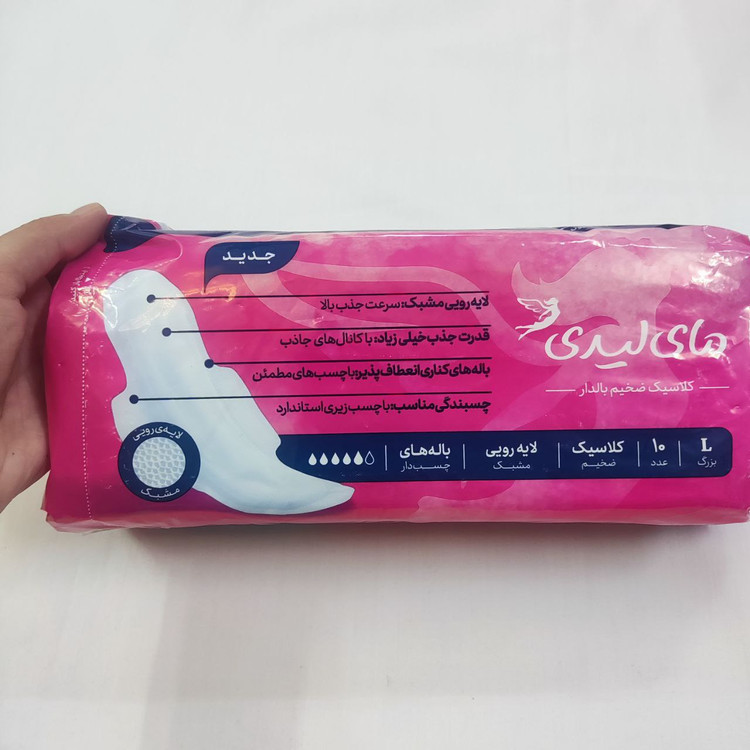 جدید
لایه رویی مشبک: سرعت جذب بالا
قدرت جذب خیلی زیاد: با کانال‌های جاذب
باله‌های کناری انعطاف‌پذیر: با چسب‌های مطمئن
چسبندگی مناسب: با چسب زیری استاندارد
های لیدی
کلاسیک ضخیم بالدار
L
بزرگ
۱۰
عدد
کلاسیک
ضخیم
لایه رویی
مشبک
باله‌های
چسب‌دار
لایه‌ی رویی
مشبک